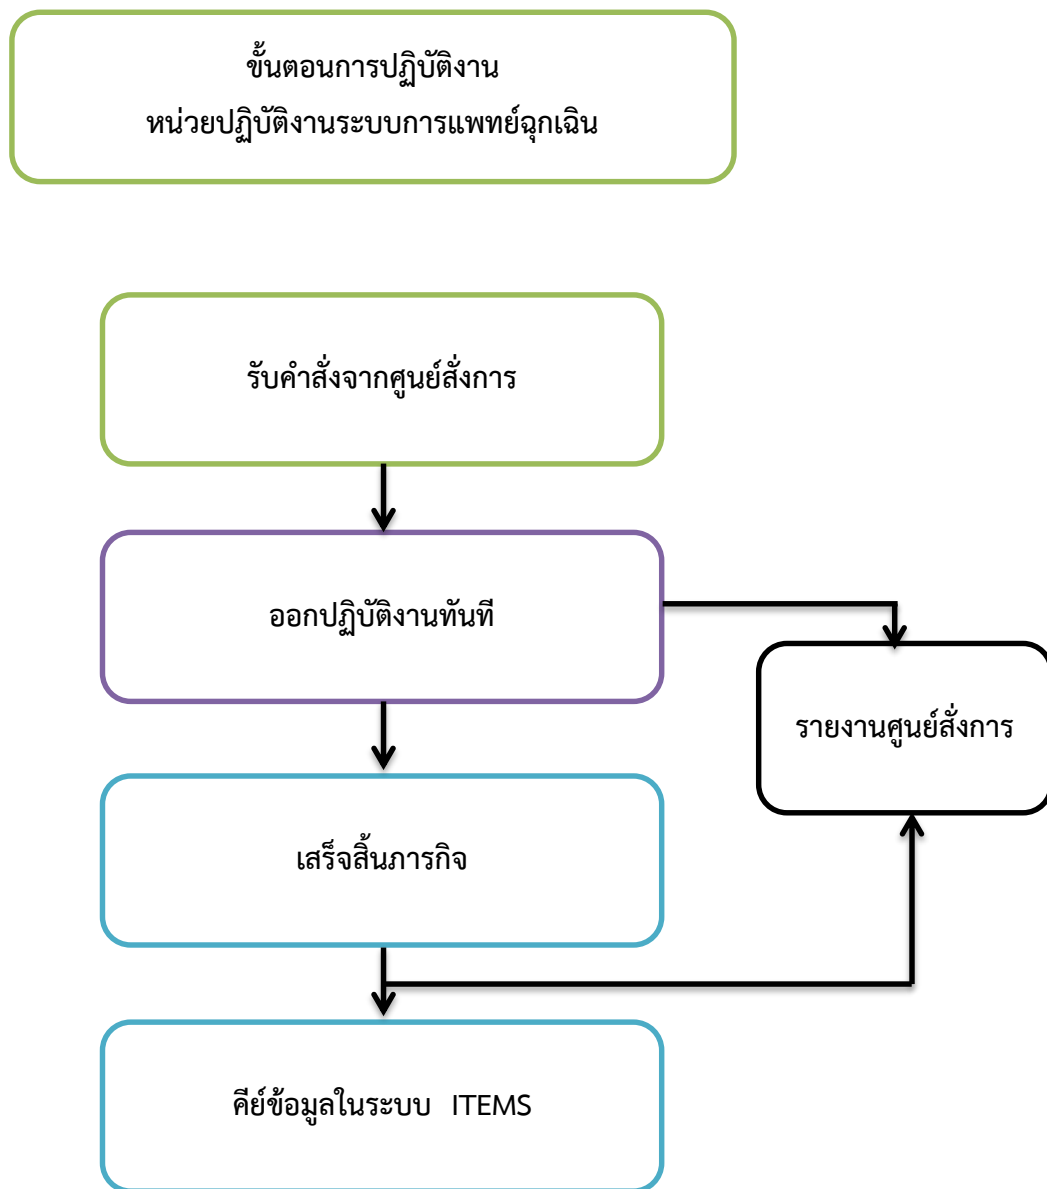 ขั้นตอนการปฏิบัติงาน
หน่วยปฏิบัติงานระบบการแพทย์ฉุกเฉิน
รับคำสั่งจากศูนย์สั่งการ
ออกปฏิบัติงานทันที
รายงานศูนย์สั่งการ
เสร็จสิ้นภารกิจ
คีย์ข้อมูลในระบบ ITEMS